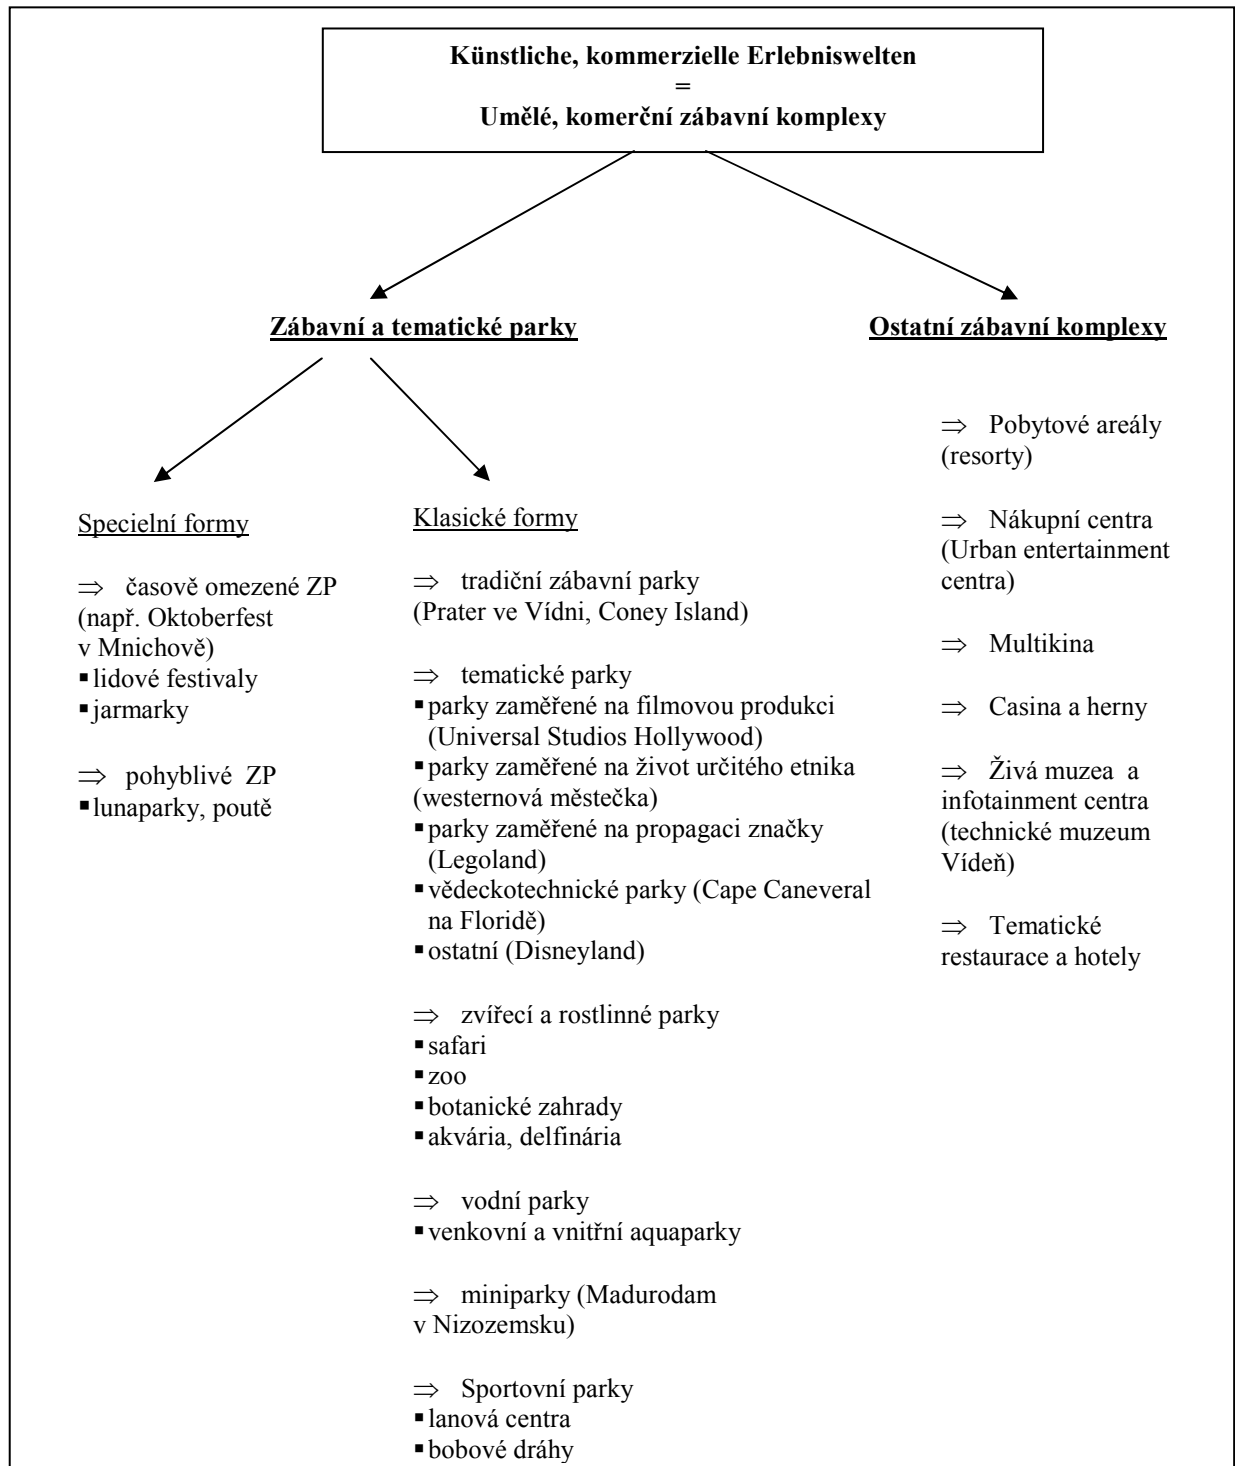 Künstliche, kommerzielle Erlebniswelten
=
Umělé, komerční zábavní komplexy
Zábavní a tematické parky
Specielní formy
⇒ časově omezené ZP
(např. Oktoberfest
v Mnichově)
▪ lidové festivaly
▪ jarmarky
⇒ pohyblivé ZP
▪ lunaparky, poutě
Klasické formy
⇒ tradiční zábavní parky
(Prater ve Vídni, Coney Island)
⇒ tematické parky
▪ parky zaměřené na filmovou produkci
(Universal Studios Hollywood)
▪ parky zaměřené na život určitého etnika
(westernová městečka)
▪ parky zaměřené na propagaci značky
(Legoland)
▪ vědeckotechnické parky (Cape Caneveral
na Floridě)
▪ ostatní (Disneyland)
⇒ zvířecí a rostlinné parky
▪ safari
▪ zoo
▪ botanické zahrady
▪ akvária, delfinária
⇒ vodní parky
▪ venkovní a vnitřní aquaparky
⇒ miniparky (Madurodam
v Nizozemsku)
⇒ Sportovní parky
▪ lanová centra
▪ bobové dráhy
Ostatní zábavní komplexy
⇒ Pobytové areály
(resorty)
⇒ Nákupní centra
(Urban entertainment
centra)
⇒ Multikina
⇒ Casina a herny
⇒ Živá muzea a
infotainment centra
(technické muzeum
Vídeň)
⇒ Tematické
restaurace a hotely